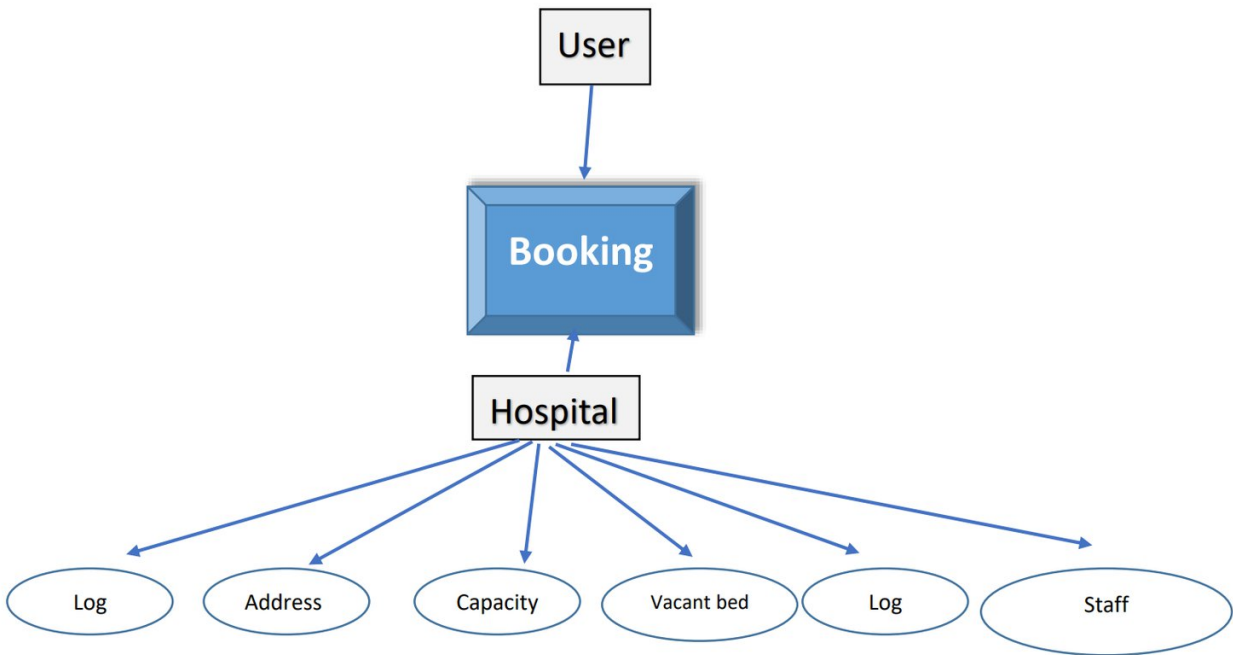 User
Booking
Hospital
Log
Address
Capacity
Vacant bed
Log
Staff